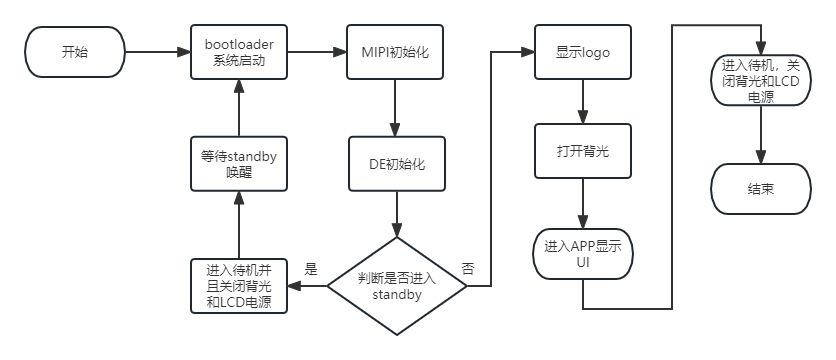 开始
bootloader
系统启动
MIPI初始化
DE初始化
判断是否进入
standby
是
进入待机并
且关闭背光
和LCD电源
等待standby
唤醒
否
显示logo
打开背光
进入APP显示
UI
进入待机，关
闭背光和LCD
电源
结束